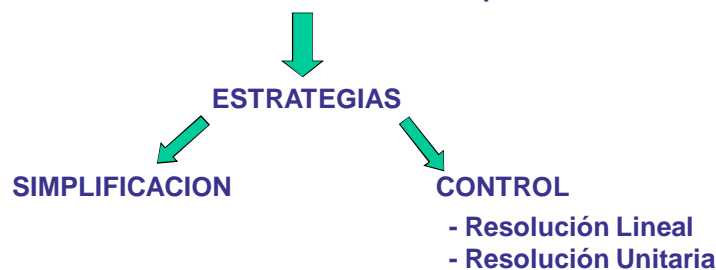 ESTRATEGIAS
SIMPLIFICACION
CONTROL
- Resolución Lineal
- Resolución Unitaria